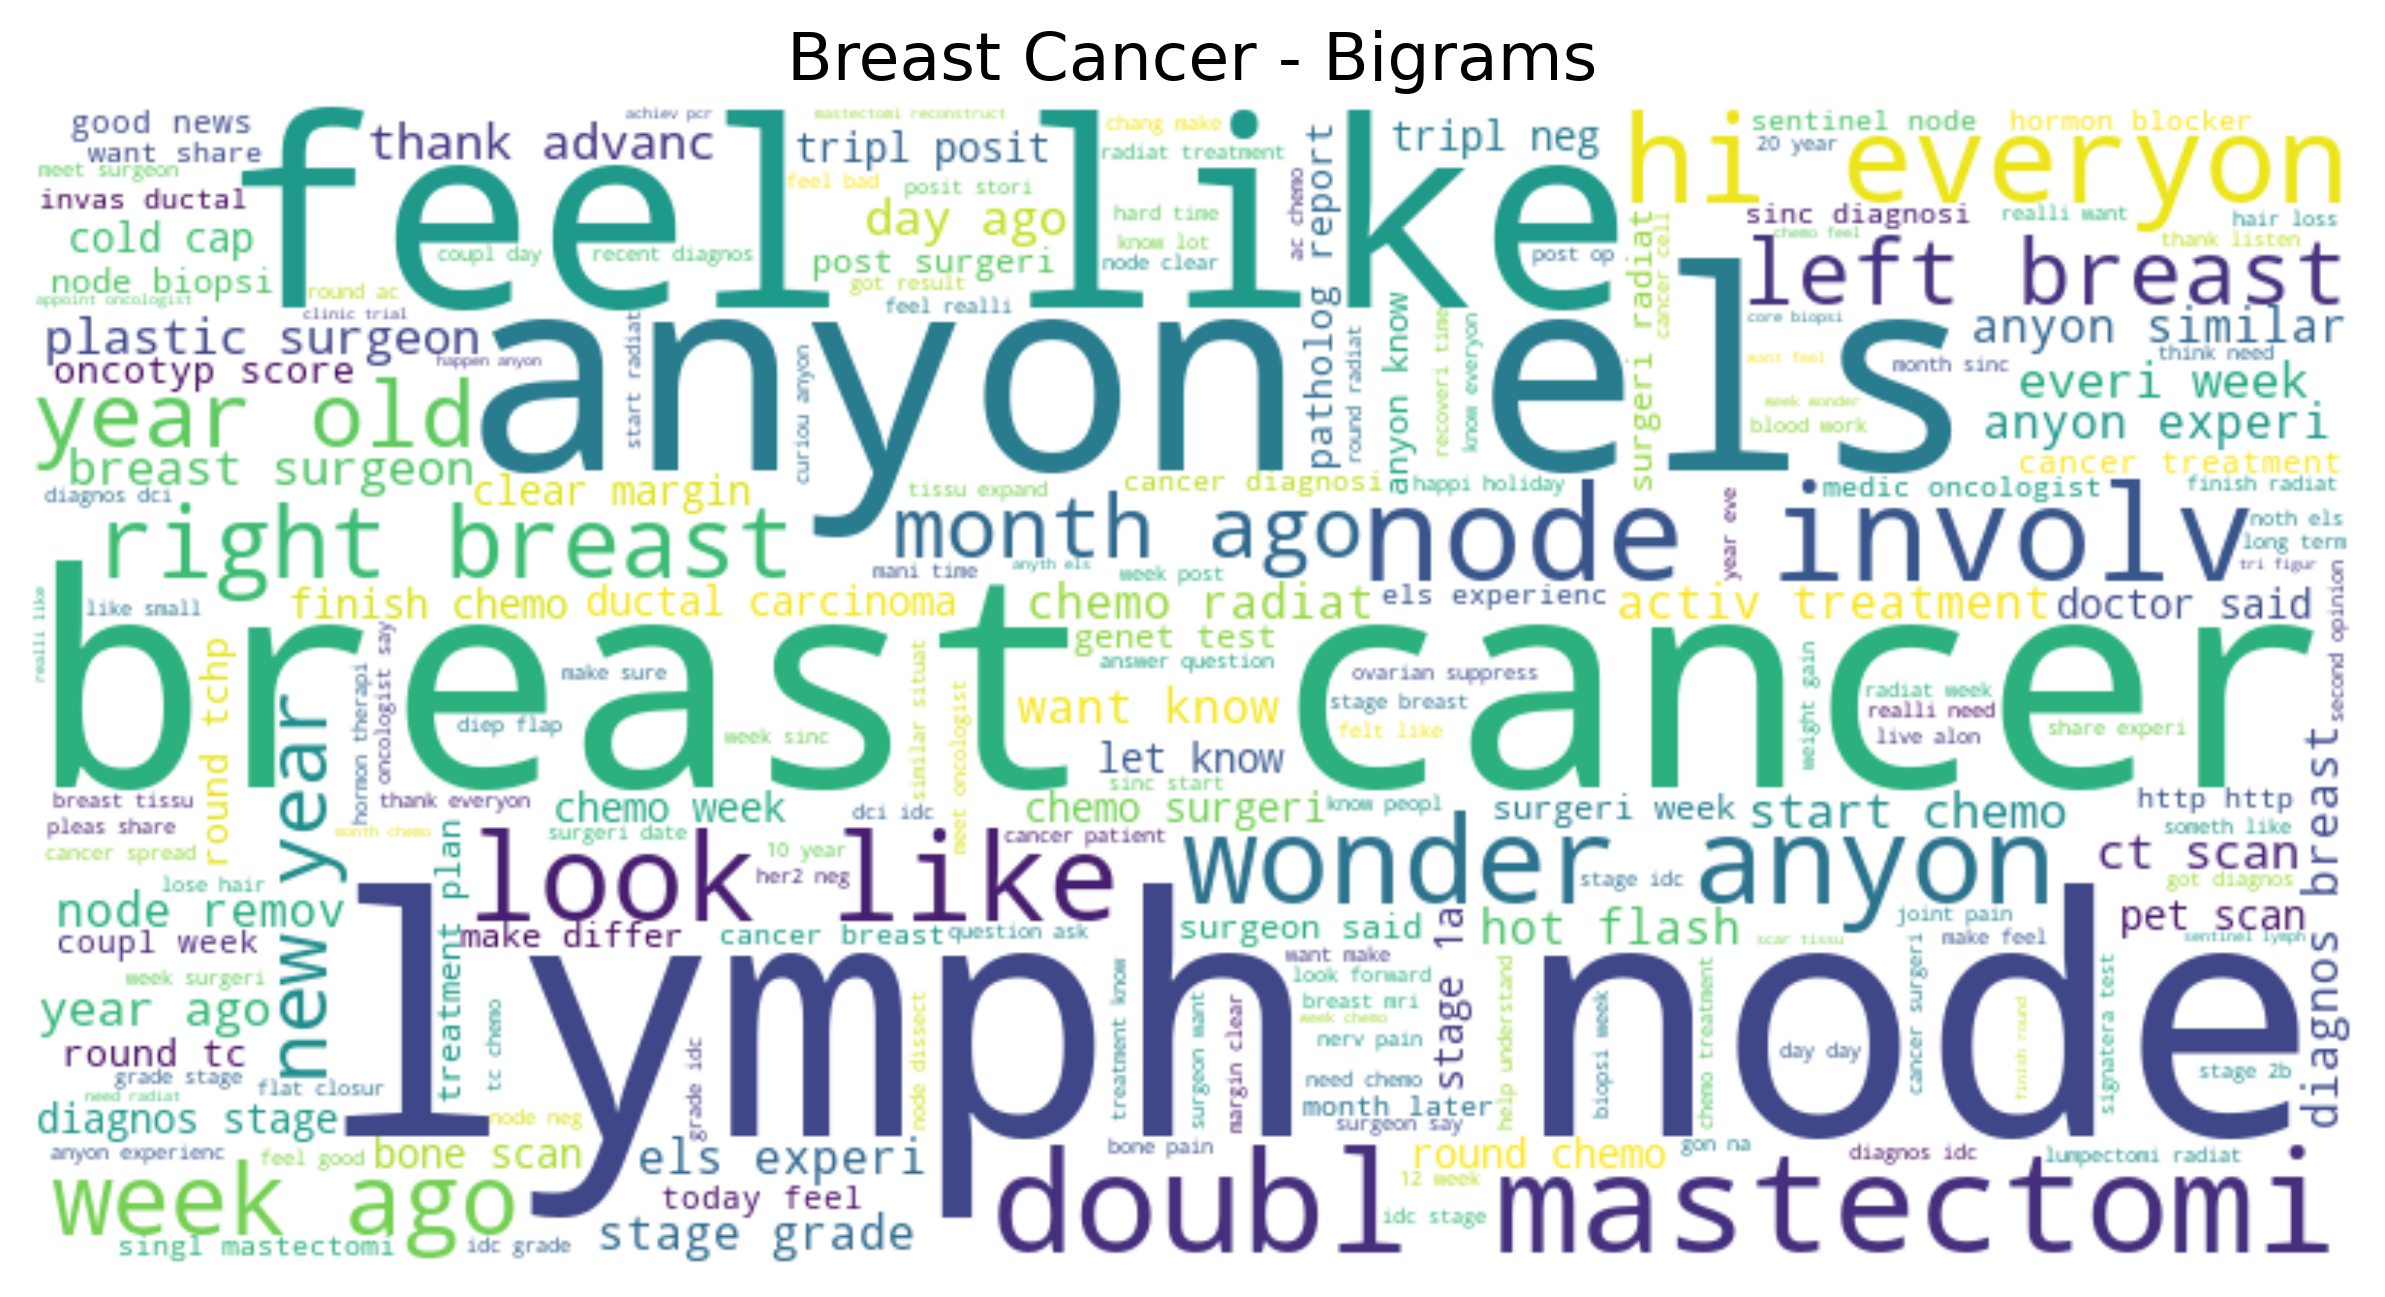 Breast Cancer - Bigrams
good news
want share
meet surgeon
invas ductal
cold cap
node biopsi
appoint oncologist
feel like
thank advanc
achiev pcr
mastectomi reconstruct
tripl posit
feel bad
posit stori
day ago
post surgeri
got result
feel realli
coupl day
recent diagnos
chang make
radiat treatment
hard time
know lot
node clear
ac chemo
patholog report
tripl neg
hi everyon
sentinel node
hormon blocker
20 year
sinc diagnosi
realli want
hair loss
chemo feel
thank listen
left breast
post op
surgeri radiat
cancer cell
round ac
clinic trial
plastic surgeon
happen anyon
oncotyp score
year old
breast surgeon
diagnos dci
anyon els
start radiat
curiou anyon
round radiat
anyon know
recoveri time
know everyon
core biopsi
anyon similar
want feel
month sinc
think need
everi week
week wonder
blood work
anyon experi
cancer treatment
clear margin
tissu expand
cancer diagnosi
happi holiday
medic oncologist
finish radiat
right breast
month ago
node involv
year eve
noth els
long term
tri figur
mani time
anyth els
week post
realli like
like small
finish chemo
ductal carcinoma
chemo radiat
els experienc
activ treatment
doctor said
second opinion
breast cancer
genet test
answer question
round tchp
new year
hormon therapi
oncologist say
make sure
diep flap
week sinc
similar situat
meet oncologist
want know
let know
ovarian suppress
stage breast
felt like
weight gain
radiat week
realli need
live alon
share experi
diagnos breast
sinc start
breast tissu
pleas share
cancer spread
month chemo
thank everyon
chemo week
surgeri date
dci idc
chemo surgeri
know peopl
cancer patient
surgeri week
start chemo
http http
someth like
treatment plan
look like
10 year
her2 neg
wonder anyon
stage idc
ct scan
got diagnos
lose hair
node remov
coupl week
make differ
cancer breast
question ask
surgeon said
stage 1a
hot flash
scar tissu
joint pain
make feel
pet scan
sentinel lymph
week surgeri
year ago
round tc
grade stage
flat closur
need radiat
diagnos stage
lymph node
tc chemo
grade idc
node dissect
treatment know
surgeon want
margin clear
want make
look forward
breast mri
week chemo
nerv pain
need chemo
month later
surgeon say
help understand
biopsi week
chemo treatment
day day
cancer surgeri
finish round
signatera test
stage 2b
node neg
anyon experienc
feel good
bone scan
els experi
bone pain
round chemo
gon na
diagnos idc
lumpectomi radiat
week ago
today feel
12 week
idc stage
doubl mastectomi
singl mastectomi
idc grade
stage grade